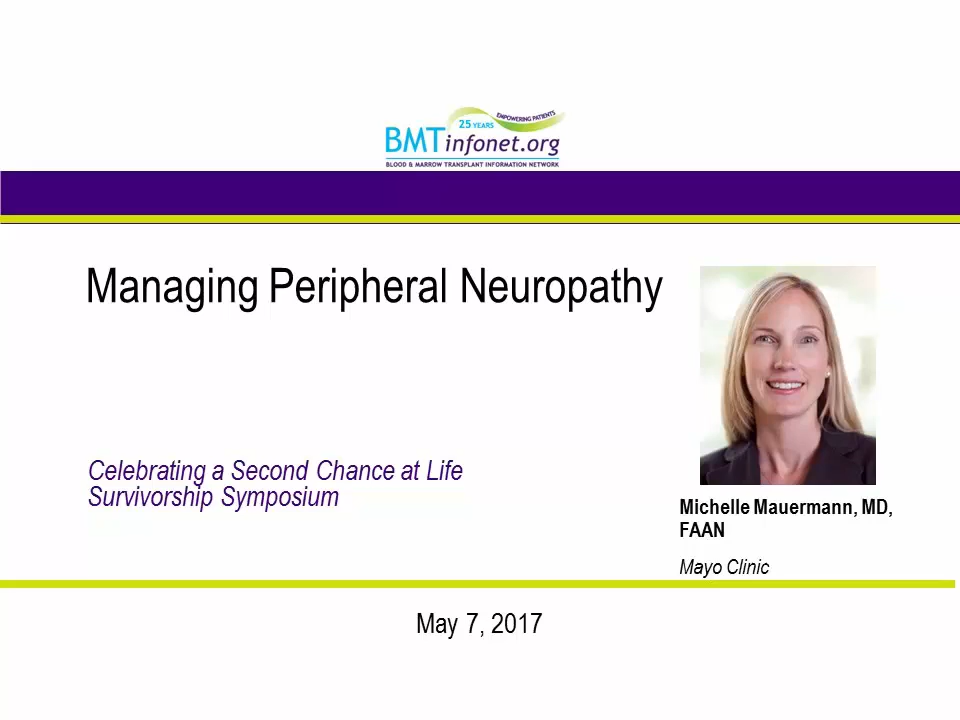 25 YEARS
EMPOWERING PATIENTS
BMTinfonet.org
BLOOD & MARROW TRANSPLANT INFORMATION NETWORK
Managing Peripheral Neuropathy
Celebrating a Second Chance at Life
Survivorship Symposium
Michelle Mauermann, MD,
FAAN
Mayo Clinic
May 7, 2017